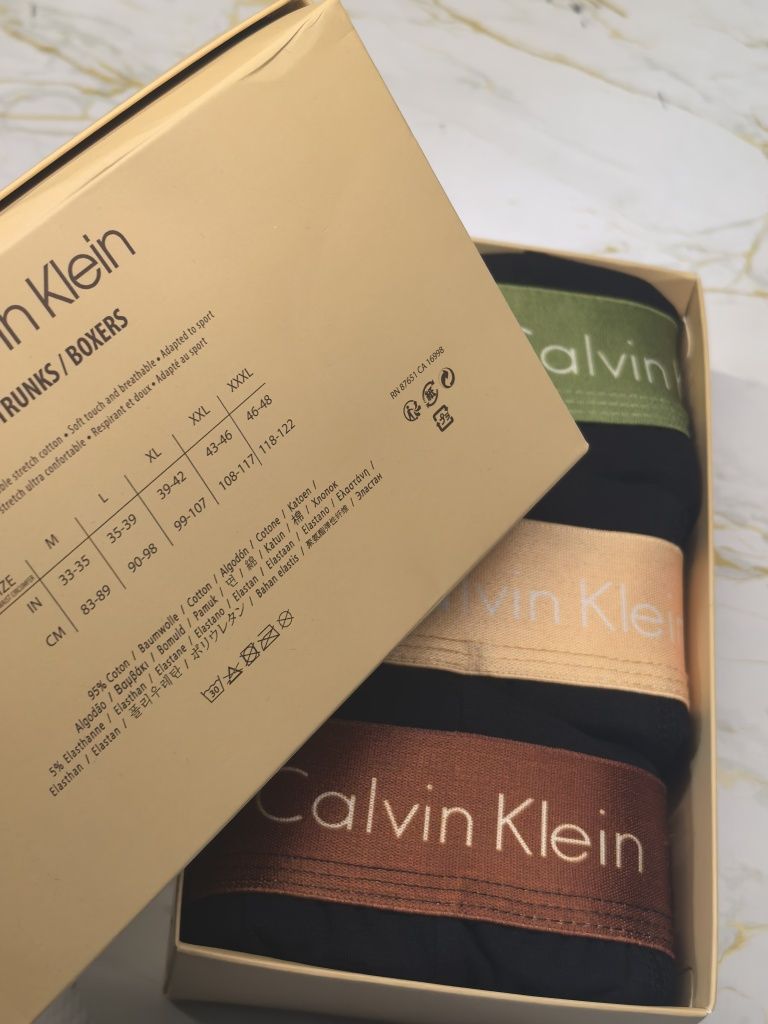 in Klein
TRUNKS / BOXERS
stretch cotton • Soft touch and breathable • Adapted to sport
stretch ultra confortable • Respirant et doux • Adapté au sport
M L XL XXL XXXL
IN 33-35 35-39 39-42 43-46 46-48
CM 83-89 90-98 99-107 108-117 118-122
95% Coton / Baumwolle / Cotton / Algodón / Cotone / Katoen /
Algodão / Βαμβάκι / Bomuld / Pamuk / 면 / 綿 / Katun / 棉 / Хлопок
5% Elasthanne / Elasthan / Elastane / Elastano / Elastan / Elastaan / Elastano / Ελαστάνη /
Elasthan / Elastan / 폴리우레탄 / ポリウレタン / Bahan elastis / 聚氨酯弹性纤维 / Эластан
30
RN 87651 CA 16998
Calvin K
lvin Klein
Calvin Klein